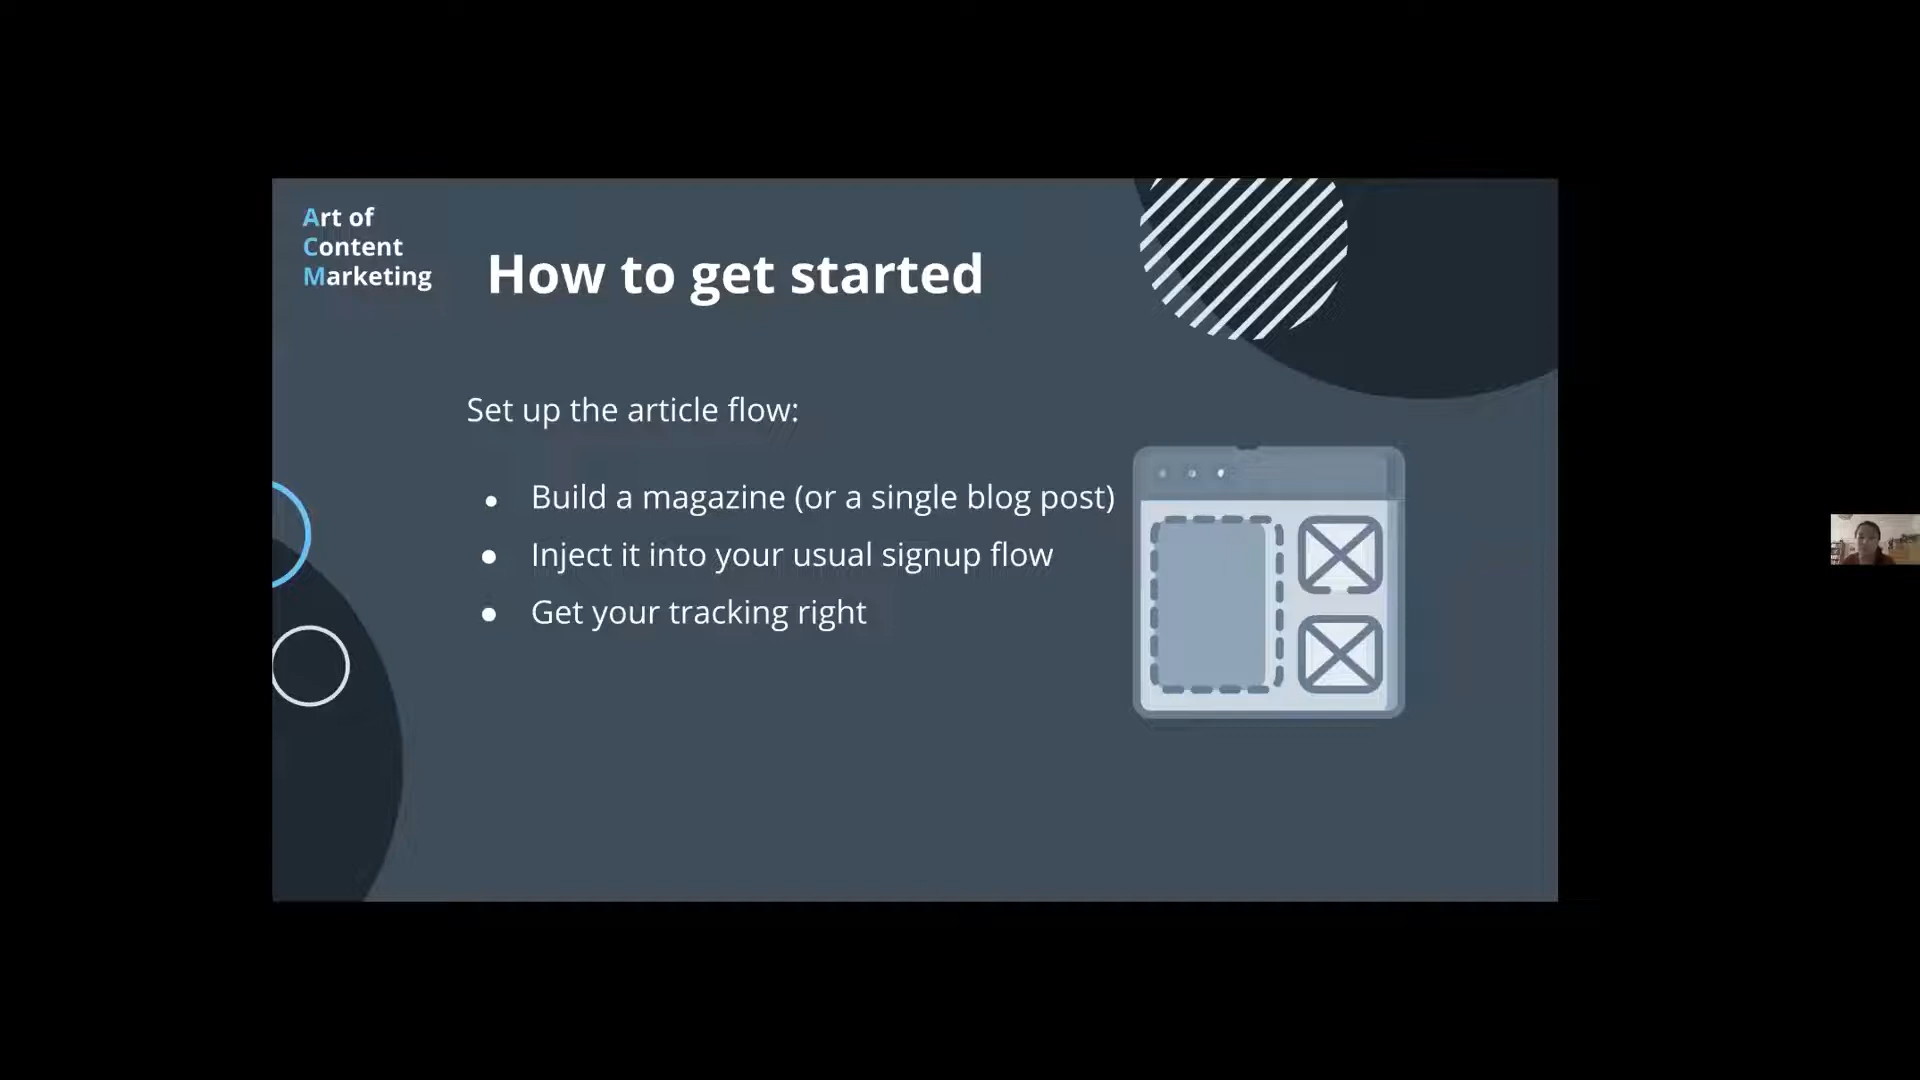 Art of
Content
Marketing
How to get started
Set up the article flow:
● Build a magazine (or a single blog post)
● Inject it into your usual signup flow
● Get your tracking right